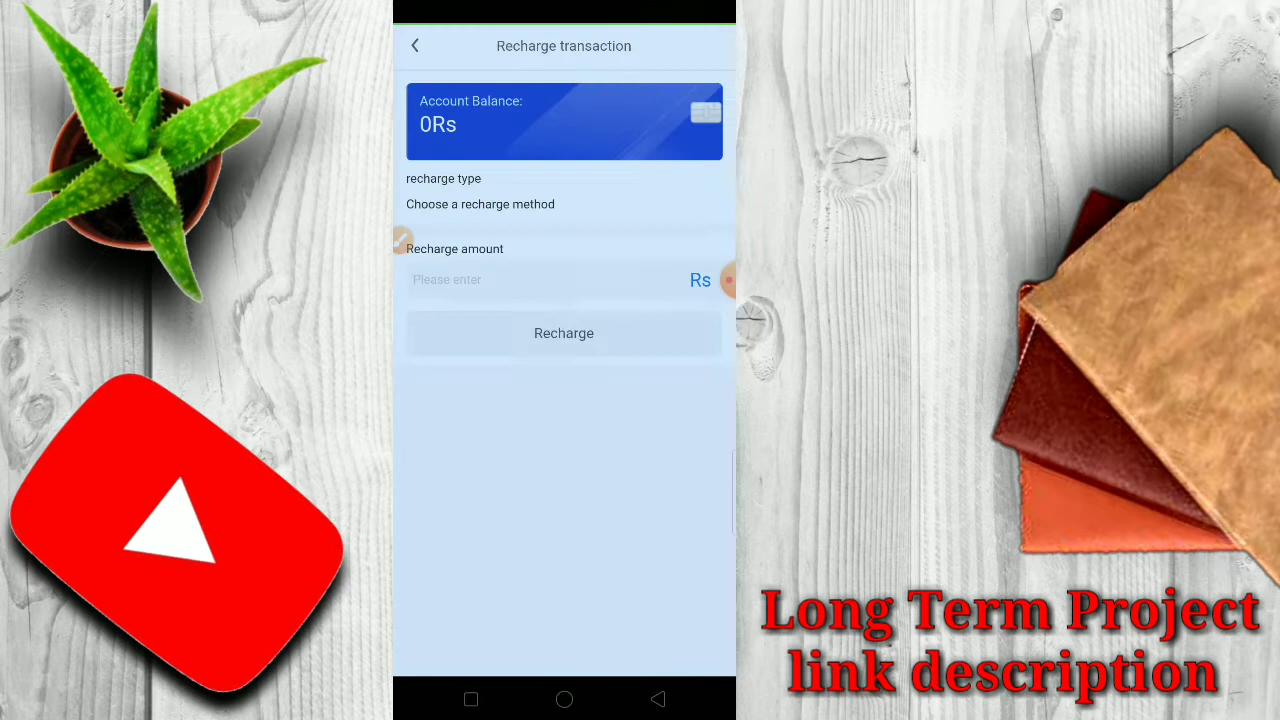 Recharge transaction
Account Balance:
0Rs
recharge type
Choose a recharge method
Recharge amount
Please enter
Rs
Recharge
Long Term Project
link description